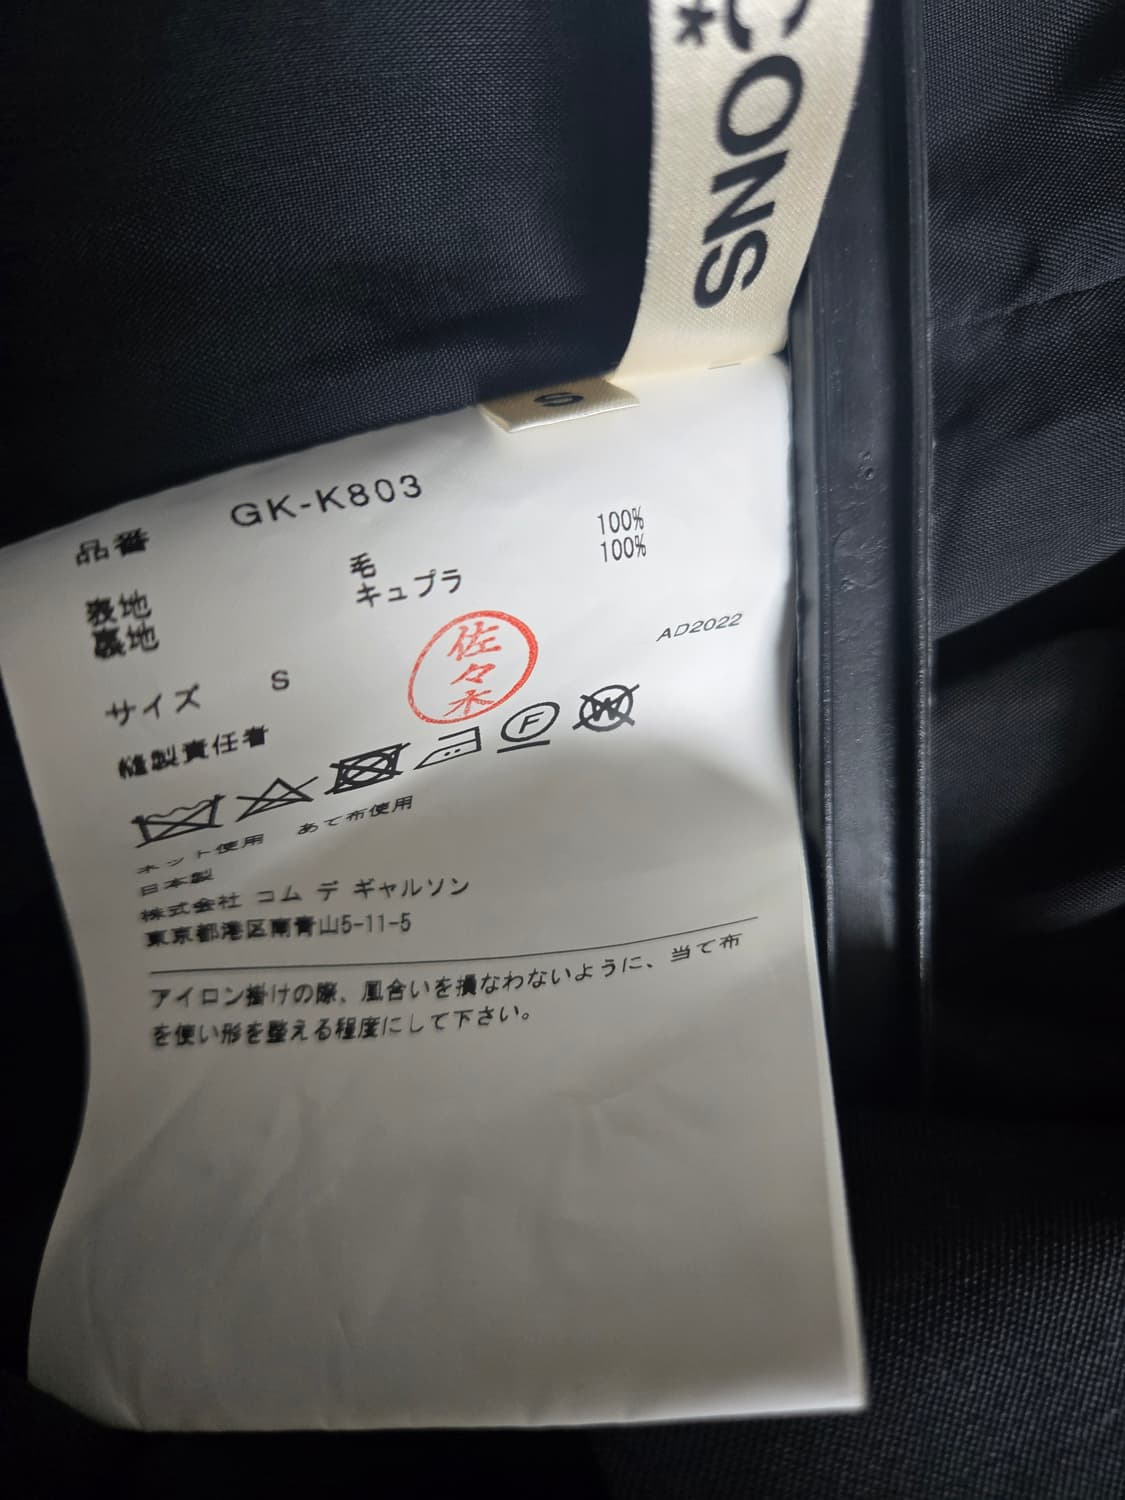 *CONS
S
品番 GK-K803
表地 毛 100%
裏地 キュプラ 100%
AD2022
サイズ S
佐々木
縫製責任者
F
W
ネット使用 あて布使用
日本製
株式会社 コム デ ギャルソン
東京都港区南青山5-11-5
アイロン掛けの際、風合いを損なわないように、当て布
を使い形を整える程度にして下さい。